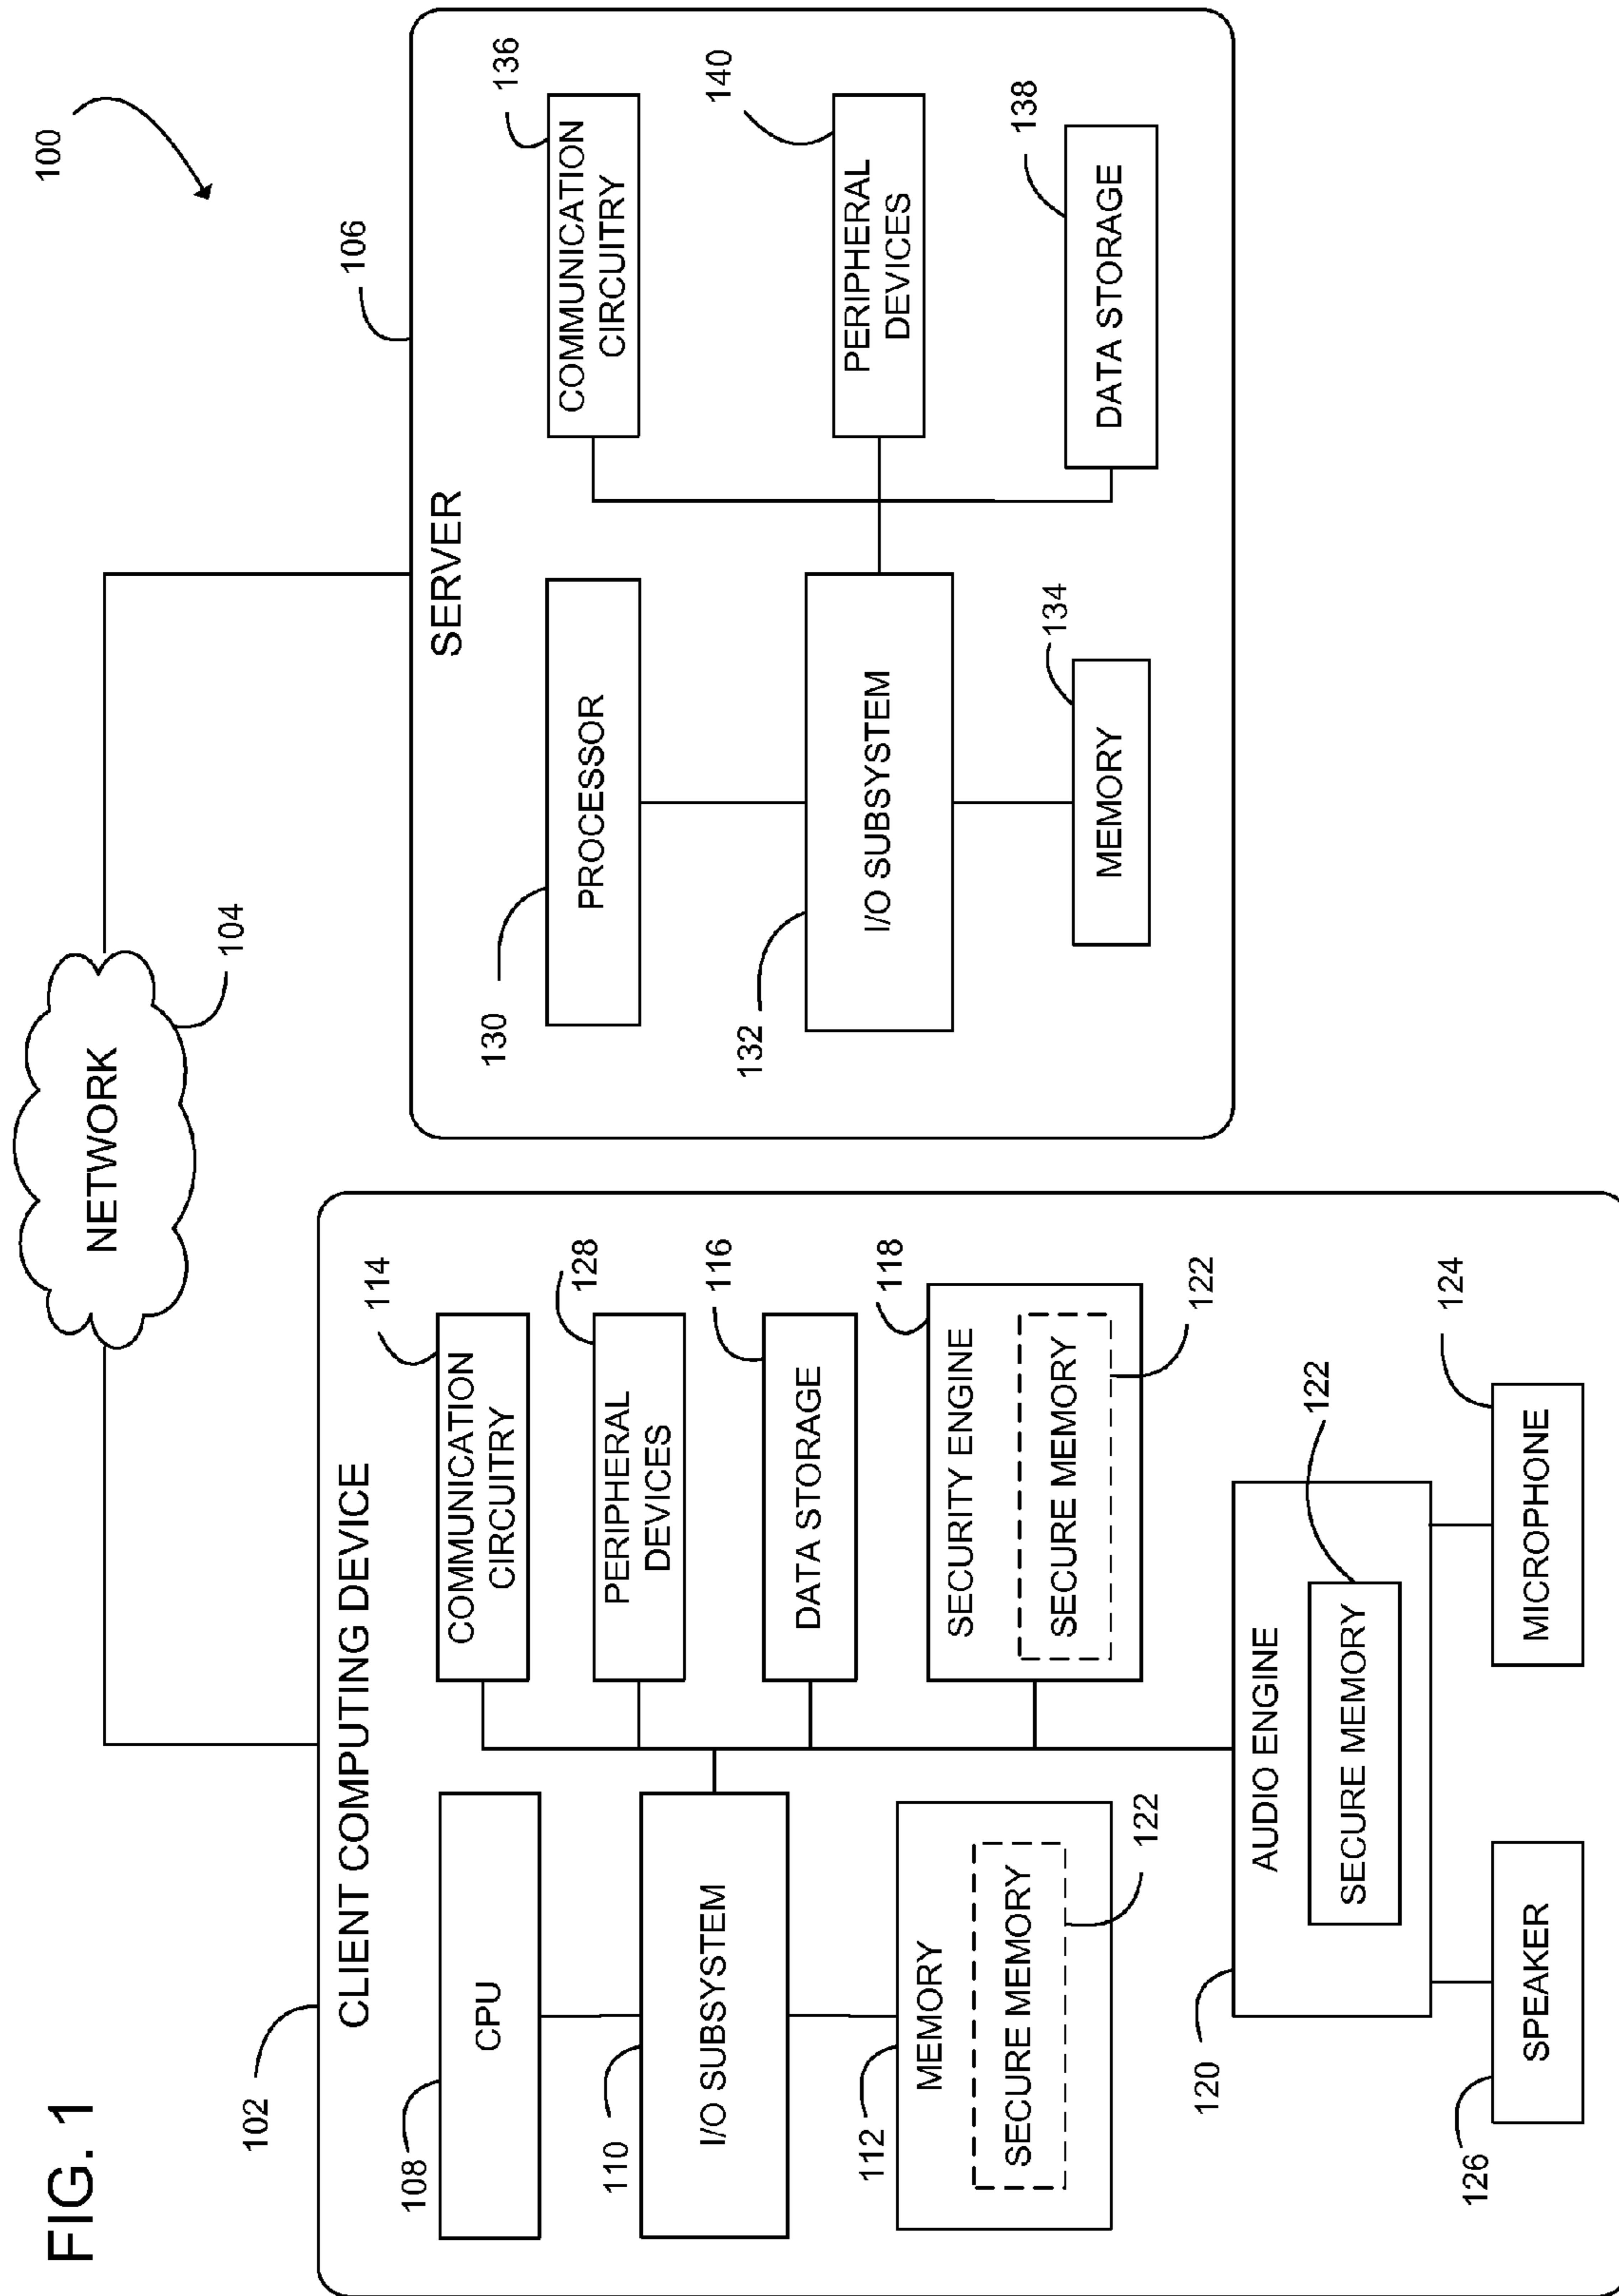 FIG. 1
100
NETWORK
104
102
CLIENT COMPUTING DEVICE
108
CPU
110
I/O SUBSYSTEM
112
MEMORY
SECURE MEMORY
122
COMMUNICATION
CIRCUITRY
114
PERIPHERAL
DEVICES
128
DATA STORAGE
116
SECURITY ENGINE
118
SECURE MEMORY
122
120
AUDIO ENGINE
SECURE MEMORY
122
126
SPEAKER
MICROPHONE
124
106
SERVER
130
PROCESSOR
132
I/O SUBSYSTEM
MEMORY
134
COMMUNICATION
CIRCUITRY
136
PERIPHERAL
DEVICES
140
DATA STORAGE
138